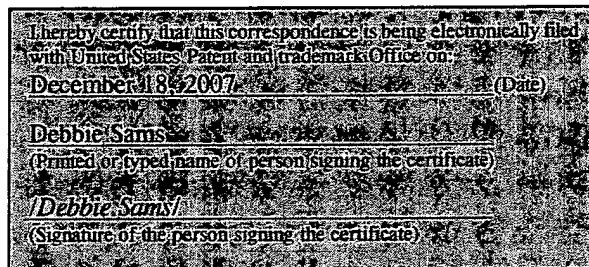 I hereby certify that this correspondence is being electronically filed
with United States Patent and trademark Office on:
December 18, 2007 (Date)
Debbie Sams
(Printed or typed name of person signing the certificate)
/Debbie Sams/
(Signature of the person signing the certificate)